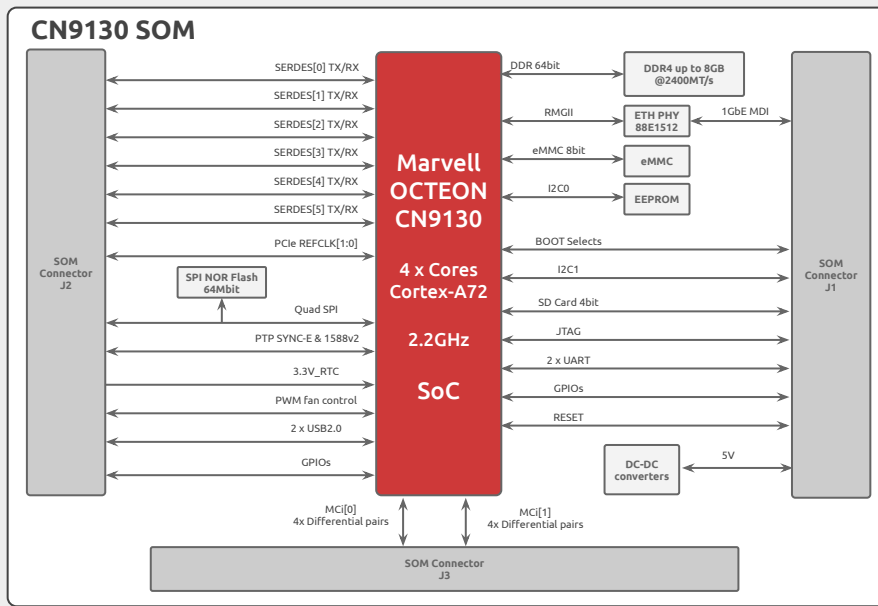 CN9130 SOM
SOM
Connector
J2
SERDES[0] TX/RX
SERDES[1] TX/RX
SERDES[2] TX/RX
SERDES[3] TX/RX
SERDES[4] TX/RX
SERDES[5] TX/RX
PCIe REFCLK[1:0]
SPI NOR Flash
64Mbit
Quad SPI
PTP SYNC-E & 1588v2
3.3V_RTC
PWM fan control
2 x USB2.0
GPIOs
Marvell
OCTEON
CN9130
4 x Cores
Cortex-A72
2.2GHz
SoC
DDR 64bit
DDR4 up to 8GB
@2400MT/s
RMGII
ETH PHY
88E1512
1GbE MDI
eMMC 8bit
eMMC
I2C0
EEPROM
BOOT Selects
I2C1
SD Card 4bit
JTAG
2 x UART
GPIOs
RESET
DC-DC
converters
5V
SOM
Connector
J1
MCi[0]
4x Differential pairs
MCi[1]
4x Differential pairs
SOM Connector
J3